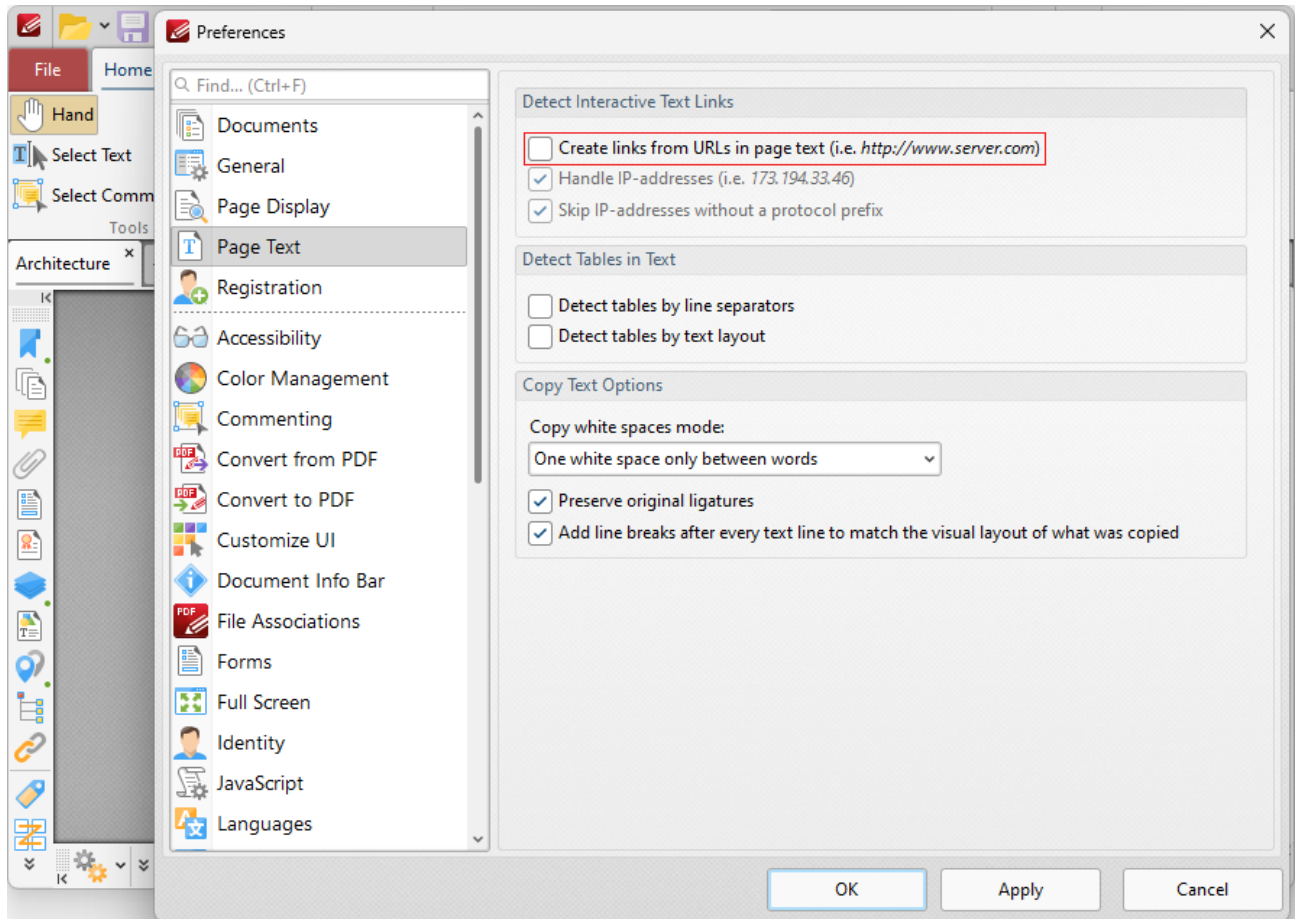 Preferences
File
Home
Find... (Ctrl+F)
Hand
Select Text
Select Comm
Tools
Architecture
Documents
General
Page Display
Page Text
Registration
Accessibility
Color Management
Commenting
Convert from PDF
Convert to PDF
Customize UI
Document Info Bar
File Associations
Forms
Full Screen
Identity
JavaScript
Languages
Detect Interactive Text Links
Create links from URLs in page text (i.e. http://www.server.com)
Handle IP-addresses (i.e. 173.194.33.46)
Skip IP-addresses without a protocol prefix
Detect Tables in Text
Detect tables by line separators
Detect tables by text layout
Copy Text Options
Copy white spaces mode:
One white space only between words
Preserve original ligatures
Add line breaks after every text line to match the visual layout of what was copied
OK
Apply
Cancel